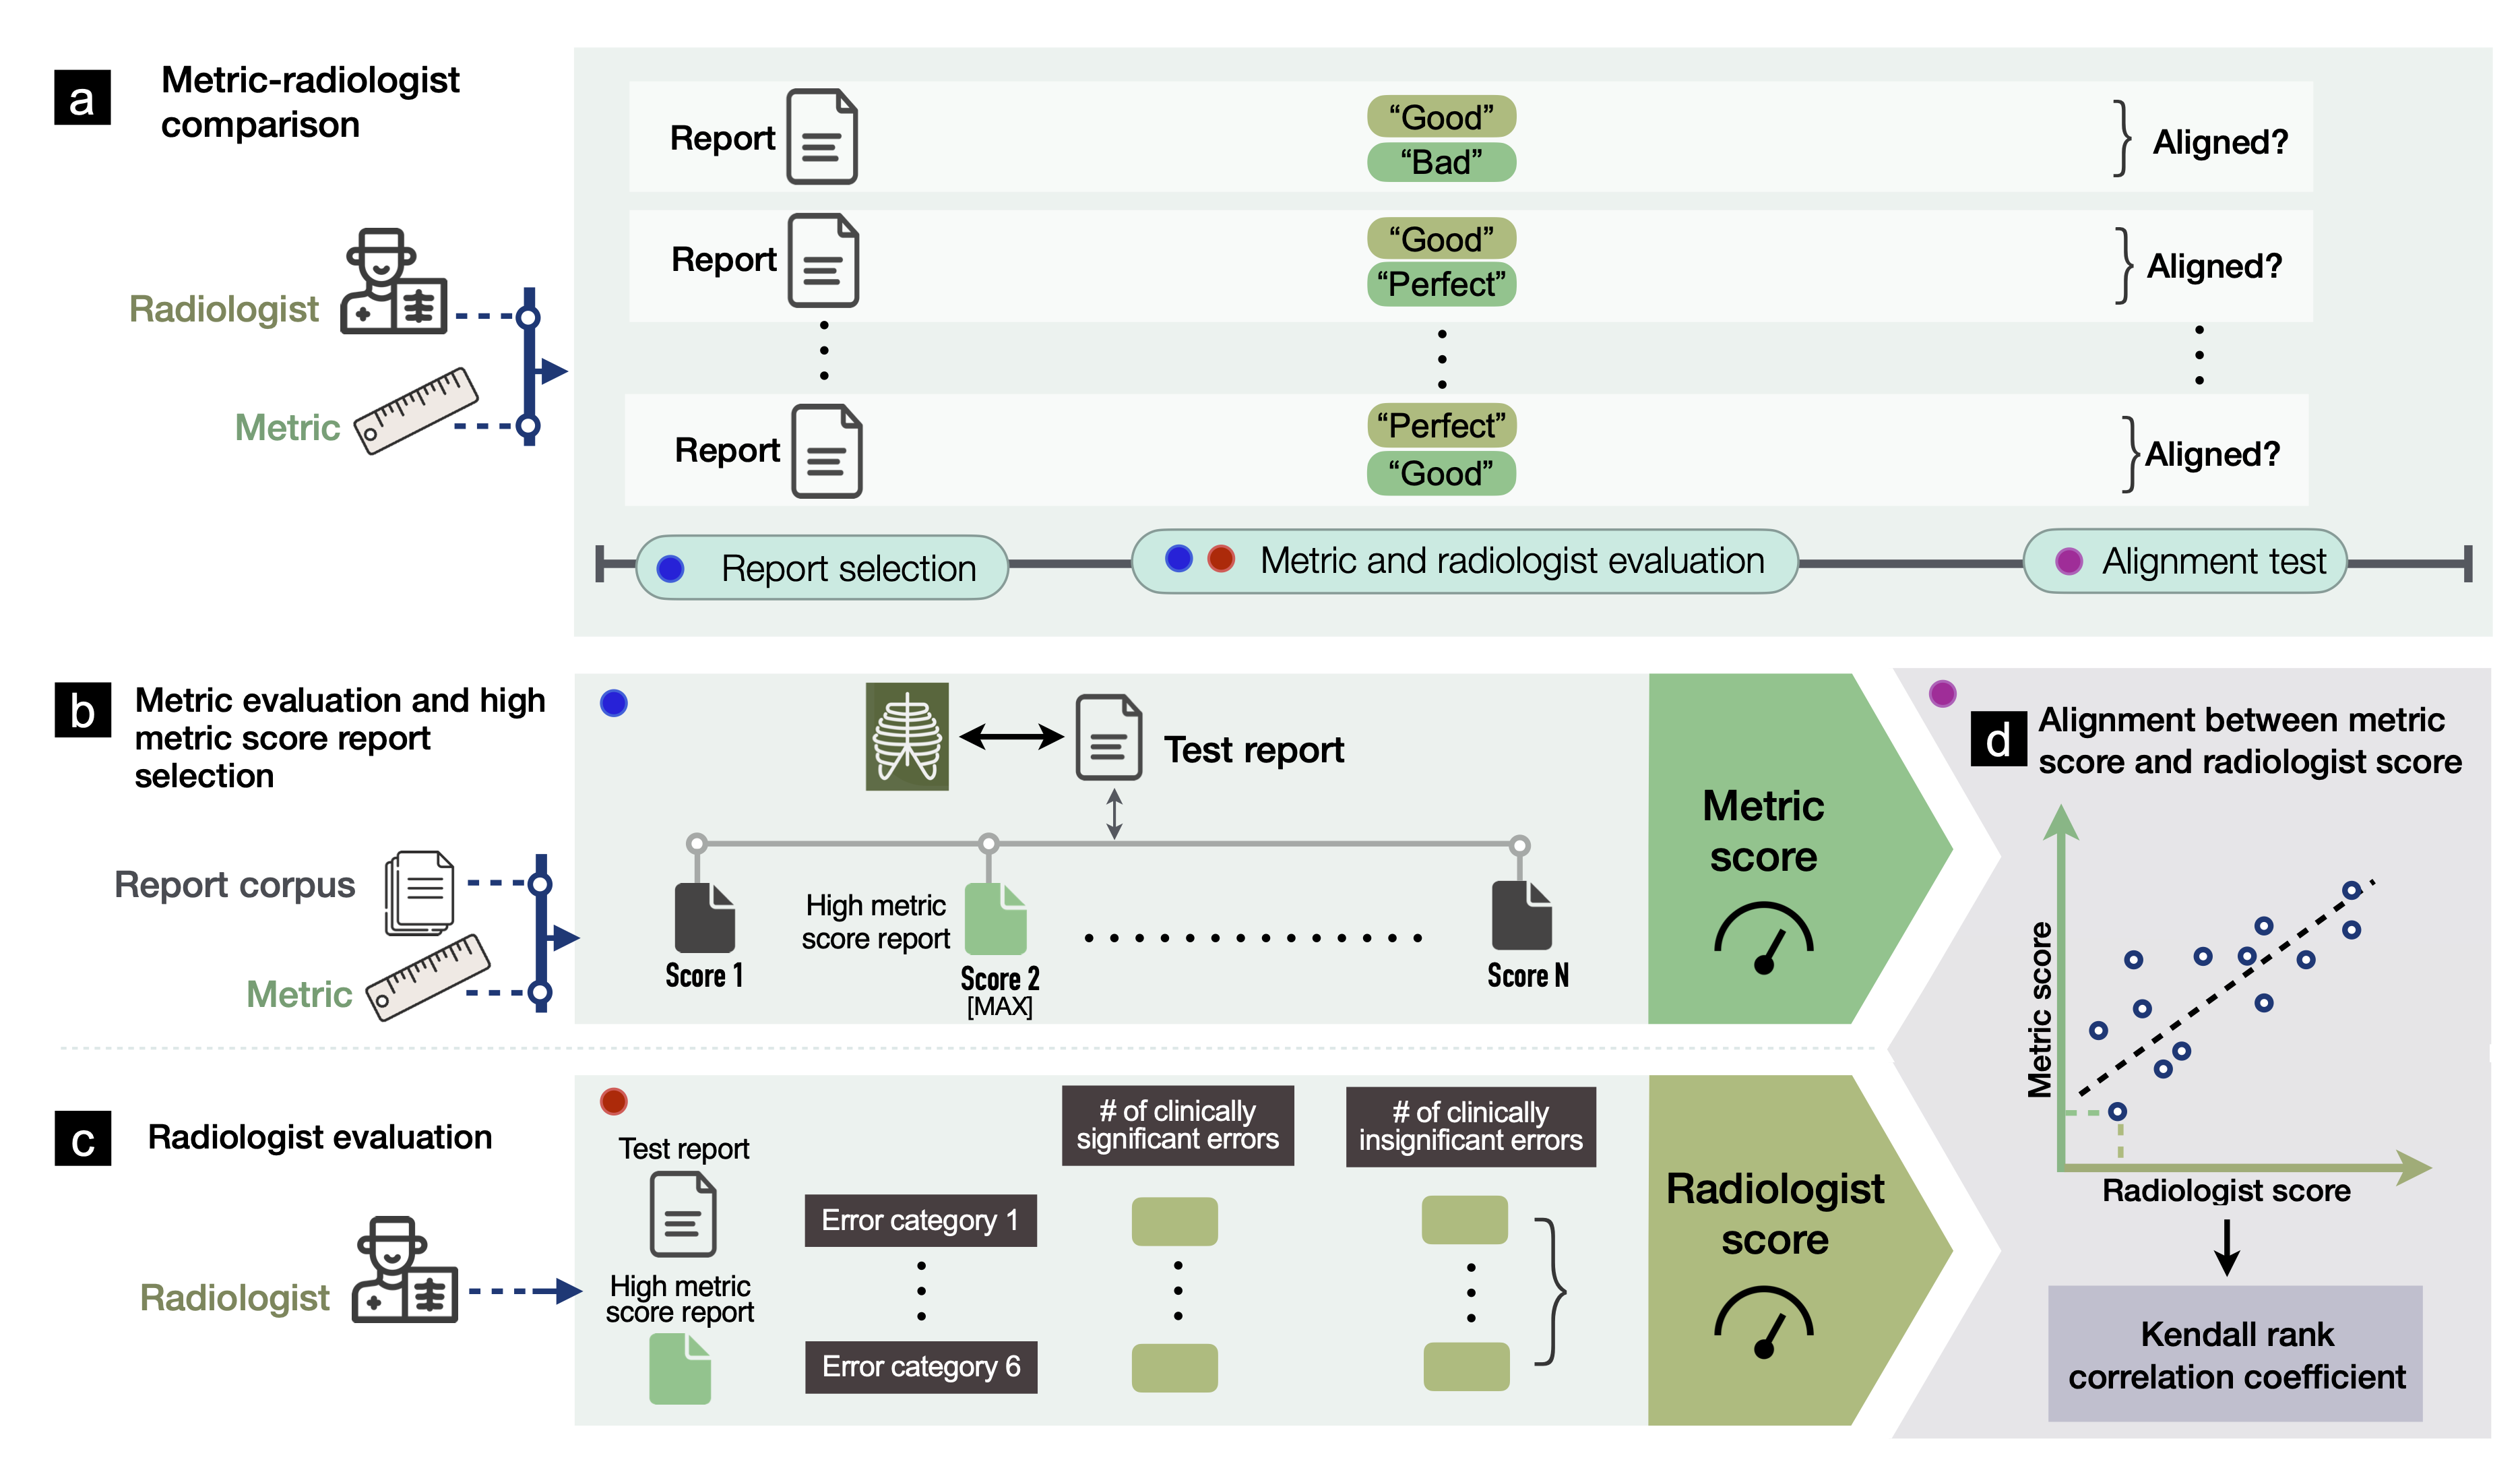 a
Metric-radiologist
comparison
Radiologist
Metric
Report
“Good”
“Bad”
Aligned?
Report
“Good”
“Perfect”
Aligned?
Report
“Perfect”
“Good”
Aligned?
Report selection
Metric and radiologist evaluation
Alignment test
b
Metric evaluation and high
metric score report
selection
Report corpus
Metric
Test report
High metric
score report
Score 1
Score 2
[MAX]
Score N
Metric
score
c
Radiologist evaluation
Radiologist
Test report
High metric
score report
# of clinically
significant errors
# of clinically
insignificant errors
Error category 1
Error category 6
Radiologist
score
d
Alignment between metric
score and radiologist score
Metric score
Radiologist score
Kendall rank
correlation coefficient